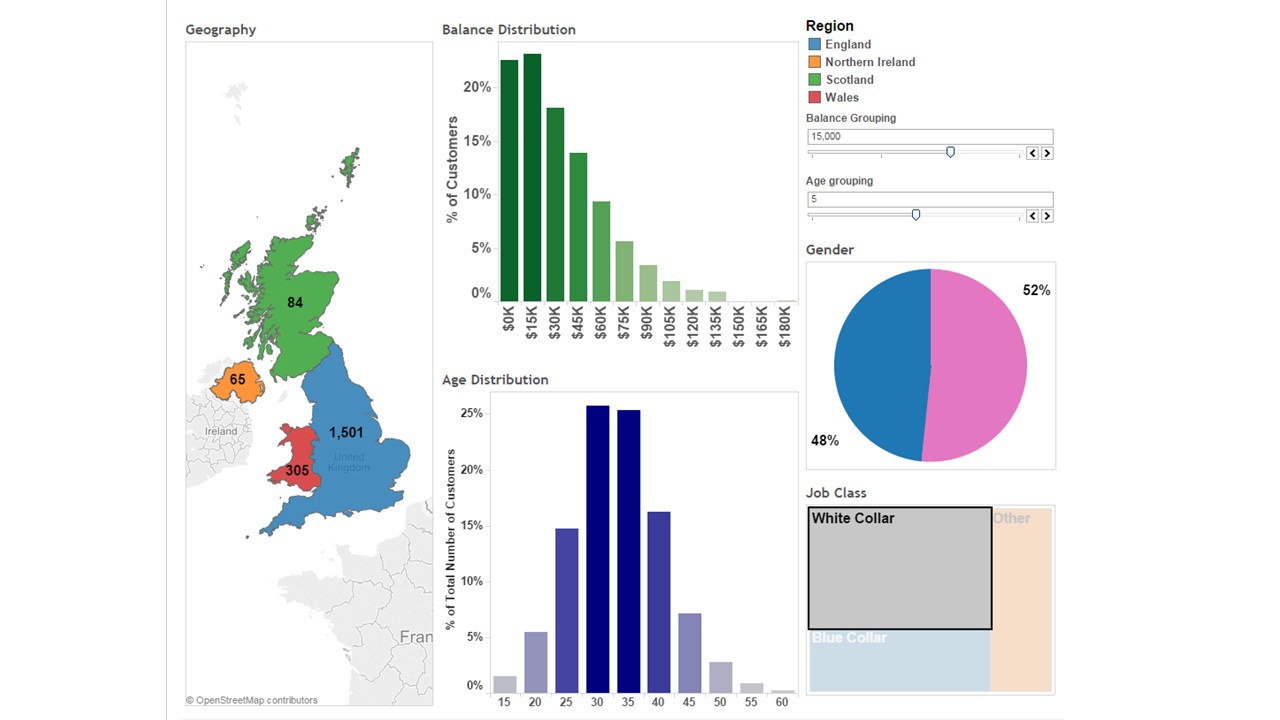 Geography
84
65
Ireland
1,501
United
Kingdom
305
Fran
© OpenStreetMap contributors
Balance Distribution
% of Customers
20%
15%
10%
5%
0%
$0K
$15K
$30K
$45K
$60K
$75K
$90K
$105K
$120K
$135K
$150K
$165K
$180K
Age Distribution
% of Total Number of Customers
25%
20%
15%
10%
5%
0%
15 20 25 30 35 40 45 50 55 60
Region
England
Northern Ireland
Scotland
Wales
Balance Grouping
15,000
Age grouping
5
Gender
52%
48%
Job Class
White Collar
Other
Blue Collar